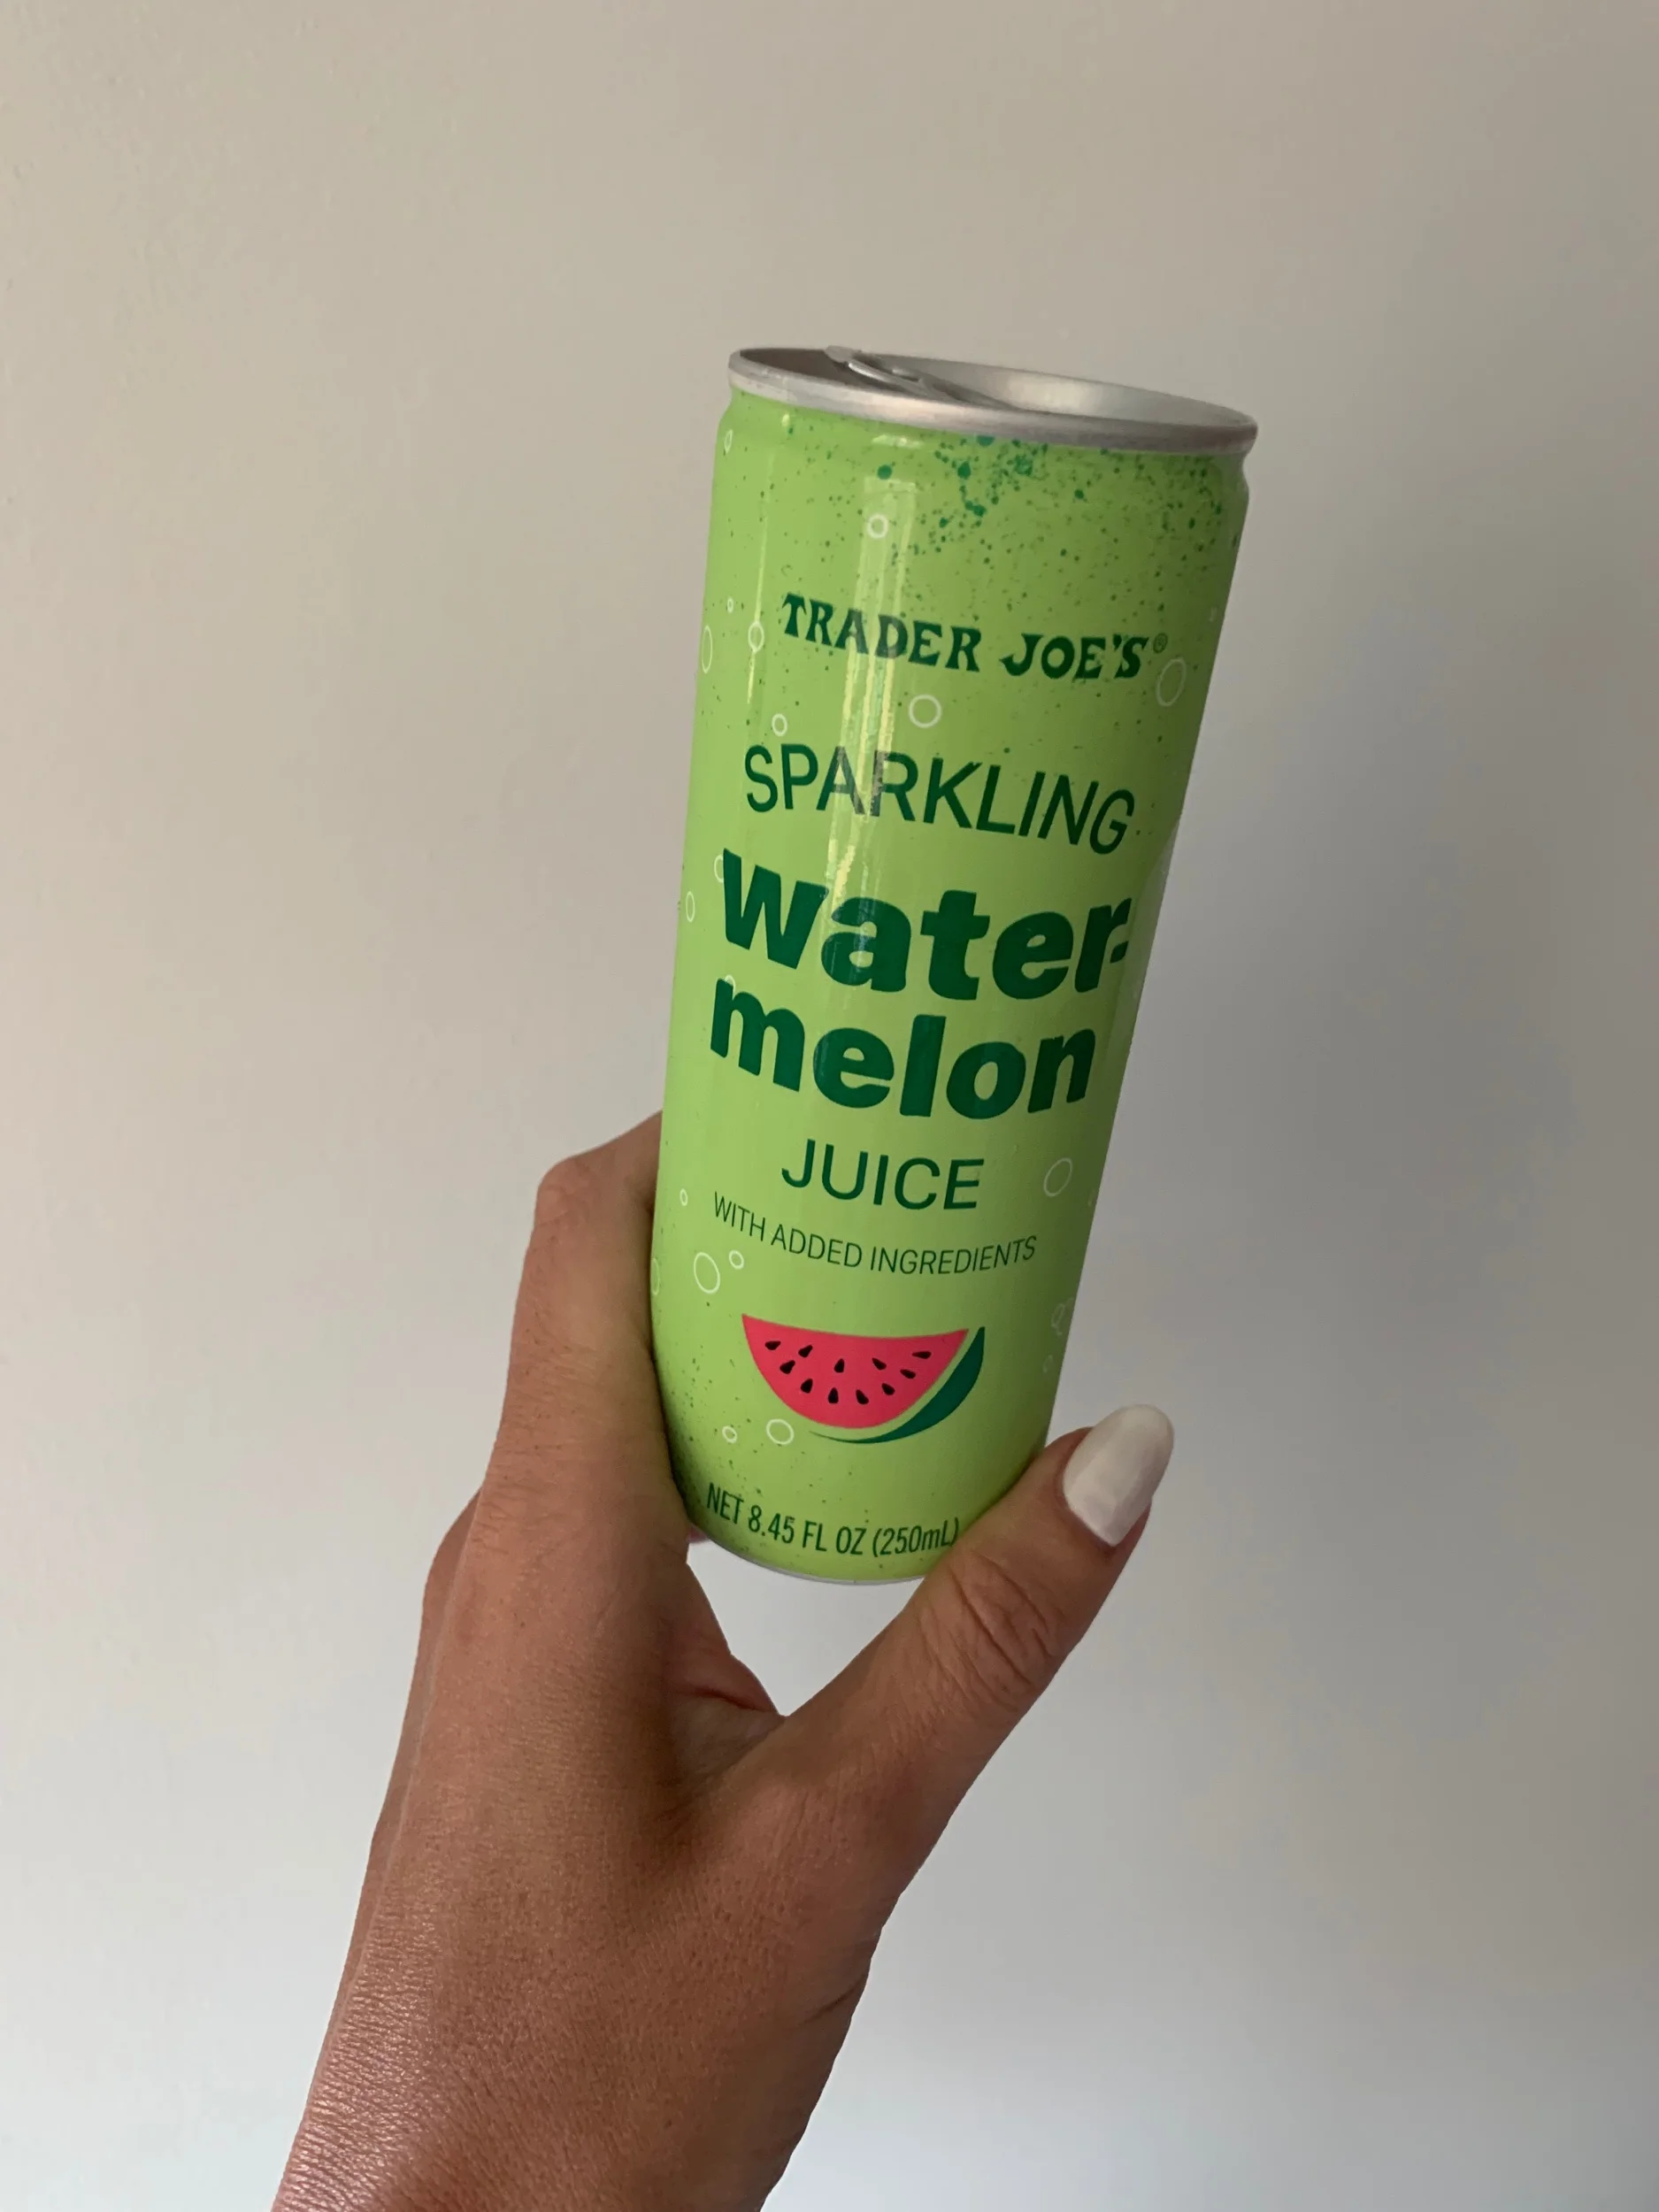 TRADER JOE'S®
SPARKLING
water-
melon
JUICE
WITH ADDED INGREDIENTS
NET 8.45 FL OZ (250mL)